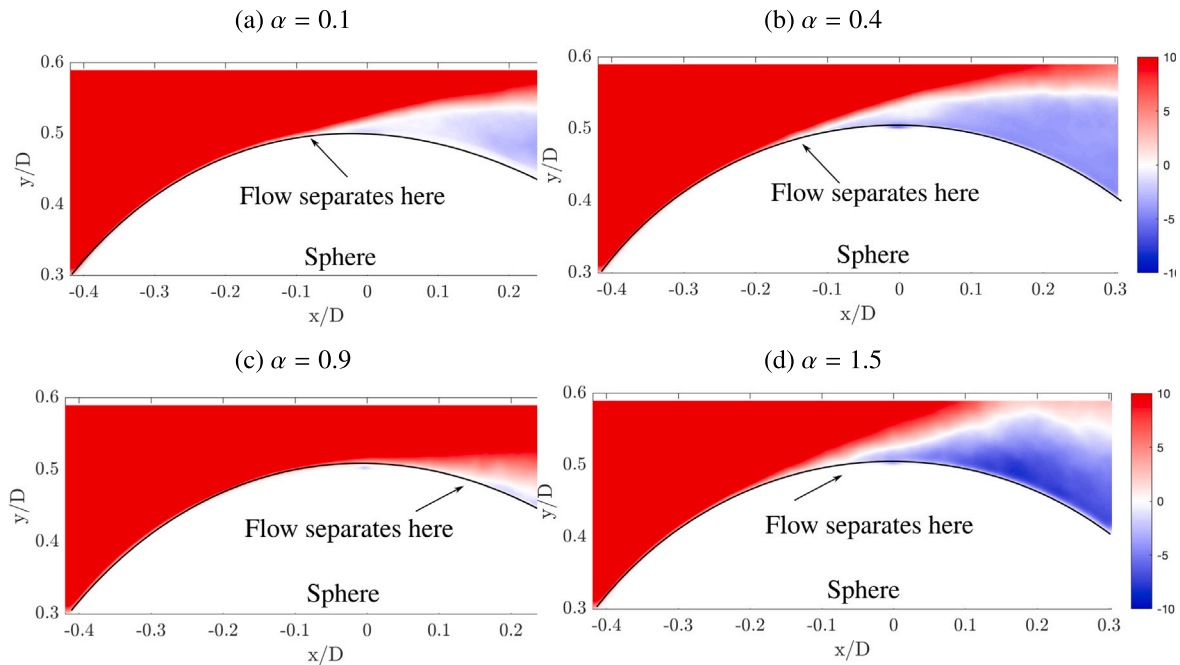 (a) α = 0.1
(b) α = 0.4
0.6
0.5
0.4
0.3
y/D
Flow separates here
Sphere
-0.4 -0.3 -0.2 -0.1 0 0.1 0.2
x/D
0.6
0.5
0.4
0.3
y/D
Flow separates here
Sphere
-0.4 -0.3 -0.2 -0.1 0 0.1 0.2 0.3
x/D
10
5
0
-5
-10
(c) α = 0.9
(d) α = 1.5
0.6
0.5
0.4
0.3
y/D
Flow separates here
Sphere
-0.4 -0.3 -0.2 -0.1 0 0.1 0.2
x/D
0.6
0.5
0.4
0.3
y/D
Flow separates here
Sphere
-0.4 -0.3 -0.2 -0.1 0 0.1 0.2 0.3
x/D
10
5
0
-5
-10